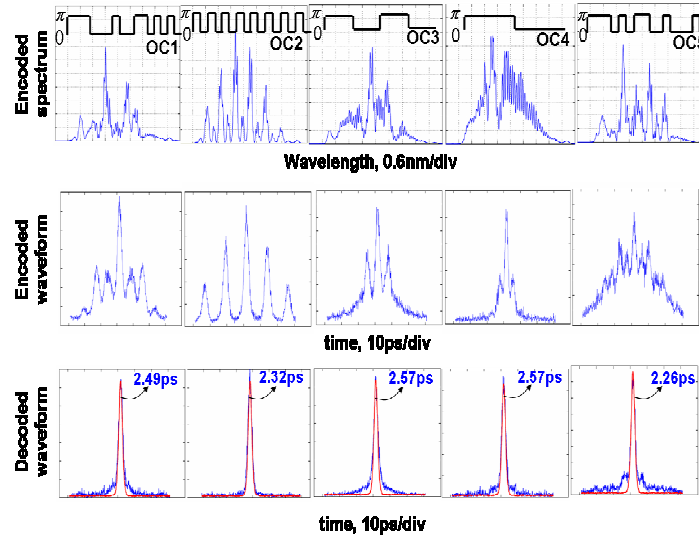 Encoded spectrum
π
0
OC1
π
0
OC2
π
0
OC3
π
0
OC4
π
0
OC5
Wavelength, 0.6nm/div
Encoded waveform
time, 10ps/div
Decoded waveform
2.49ps
2.32ps
2.57ps
2.57ps
2.26ps
time, 10ps/div